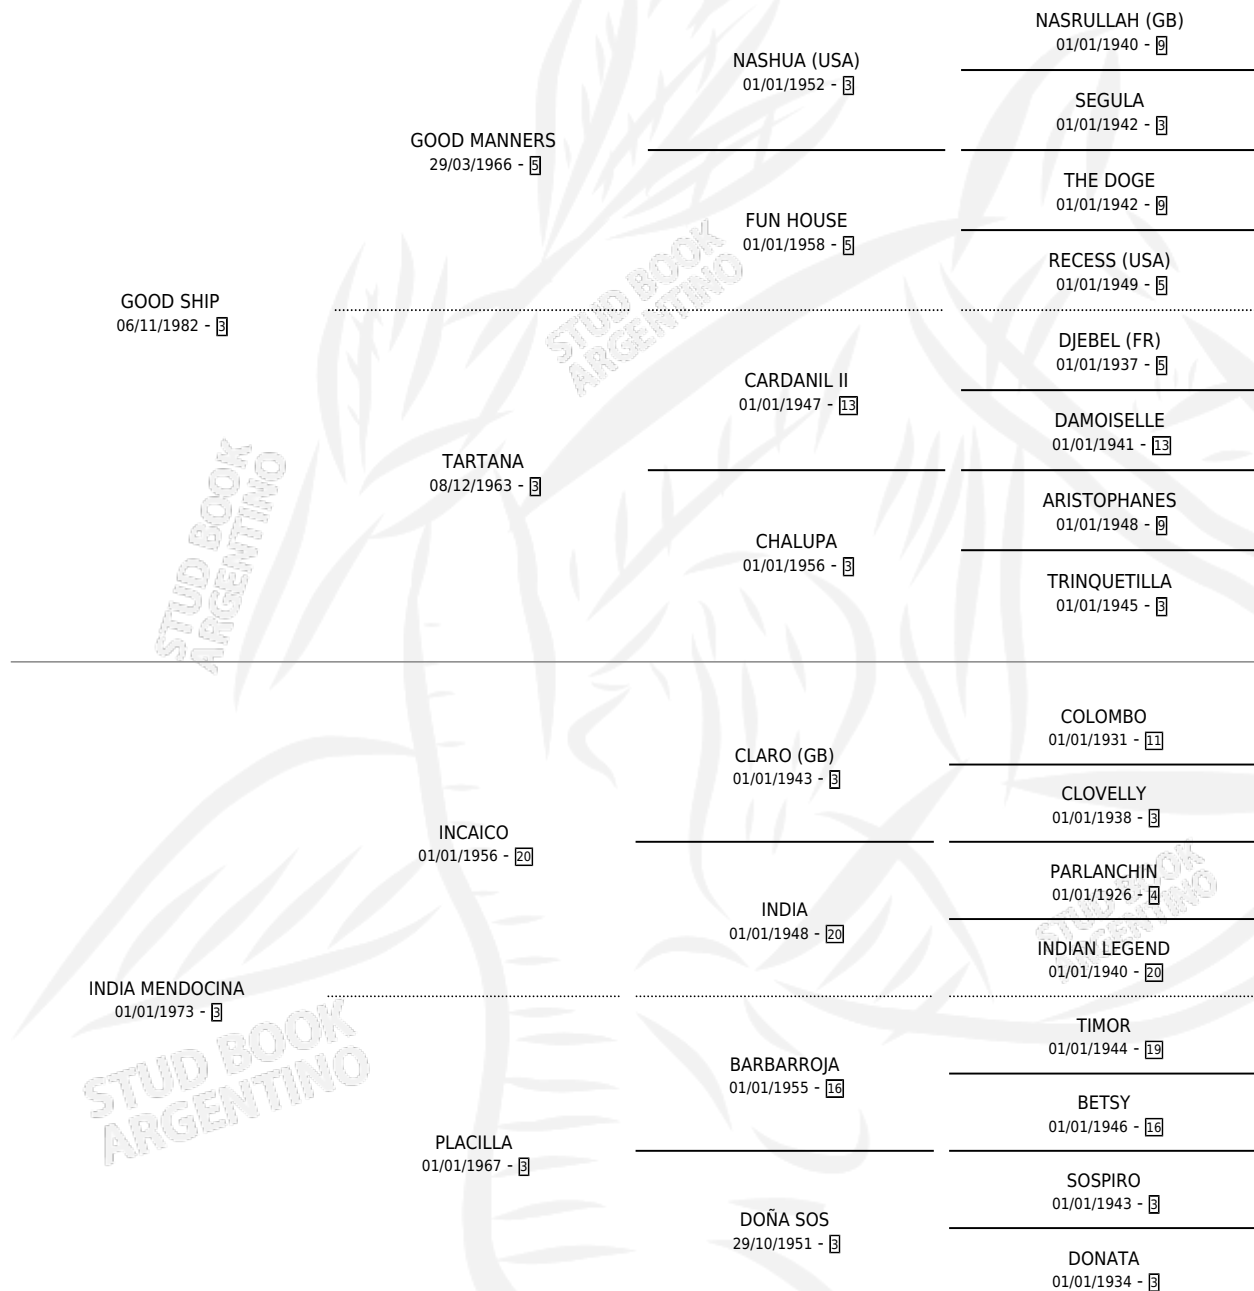 NASRULLAH (GB)
01/01/1940 - 9
NASHUA (USA)
01/01/1952 - 3
SEGULA
01/01/1942 - 3
GOOD MANNERS
29/03/1966 - 5
THE DOGE
01/01/1942 - 9
FUN HOUSE
01/01/1958 - 5
RECESS (USA)
01/01/1949 - 5
GOOD SHIP
06/11/1982 - 3
DJEBEL (FR)
01/01/1937 - 5
CARDANIL II
01/01/1947 - 13
DAMOISELLE
01/01/1941 - 13
TARTANA
08/12/1963 - 3
ARISTOPHANES
01/01/1948 - 9
CHALUPA
01/01/1956 - 3
TRINQUETILLA
01/01/1945 - 3
COLOMBO
01/01/1931 - 11
CLARO (GB)
01/01/1943 - 3
CLOVELLY
01/01/1938 - 3
INCAICO
01/01/1956 - 20
PARLANCHIN
01/01/1926 - 4
INDIA
01/01/1948 - 20
INDIAN LEGEND
01/01/1940 - 20
INDIA MENDOCINA
01/01/1973 - 3
TIMOR
01/01/1944 - 19
BARBARROJA
01/01/1955 - 16
BETSY
01/01/1946 - 16
PLACILLA
01/01/1967 - 3
SOSPIRO
01/01/1943 - 3
DOÑA SOS
29/10/1951 - 3
DONATA
01/01/1934 - 3
STUD BOOK
ARGENTINO
STUD BOOK
ARGENTINO
STUD BOOK
ARGENTINO
STUD BOOK
ARGENTINO